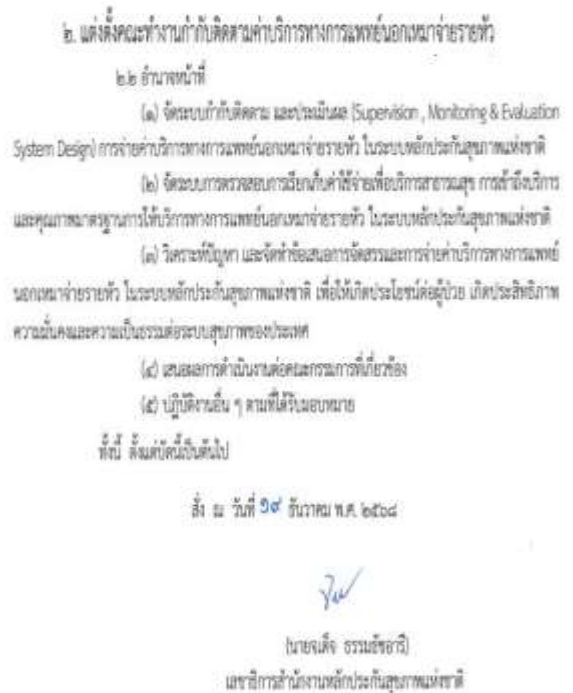 ๒. แต่งตั้งคณะทำงานกำกับติดตามค่าบริการทางการแพทย์นอกเหมาจ่ายรายหัว
๒.๒ อำนาจหน้าที่
(๑) จัดระบบกำกับติดตาม และประเมินผล (Supervision , Monitoring & Evaluation
System Design) การจ่ายค่าบริการทางการแพทย์นอกเหมาจ่ายรายหัว ในระบบหลักประกันสุขภาพแห่งชาติ
(๒) จัดระบบการตรวจสอบการเรียกเก็บค่าใช้จ่ายเพื่อบริการสาธารณสุข การเข้าถึงบริการ
และคุณภาพมาตรฐานการให้บริการทางการแพทย์นอกเหมาจ่ายรายหัว ในระบบหลักประกันสุขภาพแห่งชาติ
(๓) วิเคราะห์ปัญหา และจัดทำข้อเสนอการจัดสรรและการจ่ายค่าบริการทางการแพทย์
นอกเหมาจ่ายรายหัว ในระบบหลักประกันสุขภาพแห่งชาติ เพื่อให้เกิดประโยชน์ต่อผู้ป่วย เกิดประสิทธิภาพ
ความมั่นคงและความเป็นธรรมต่อระบบสุขภาพของประเทศ
(๔) เสนอผลการดำเนินงานต่อคณะกรรมการที่เกี่ยวข้อง
(๕) ปฏิบัติงานอื่น ๆ ตามที่ได้รับมอบหมาย
ทั้งนี้ ตั้งแต่บัดนี้เป็นต้นไป
สั่ง ณ วันที่ ๑๙ ธันวาคม พ.ศ. ๒๕๖๘
(นายจเด็จ ธรรมธัชอารี)
เลขาธิการสำนักงานหลักประกันสุขภาพแห่งชาติ